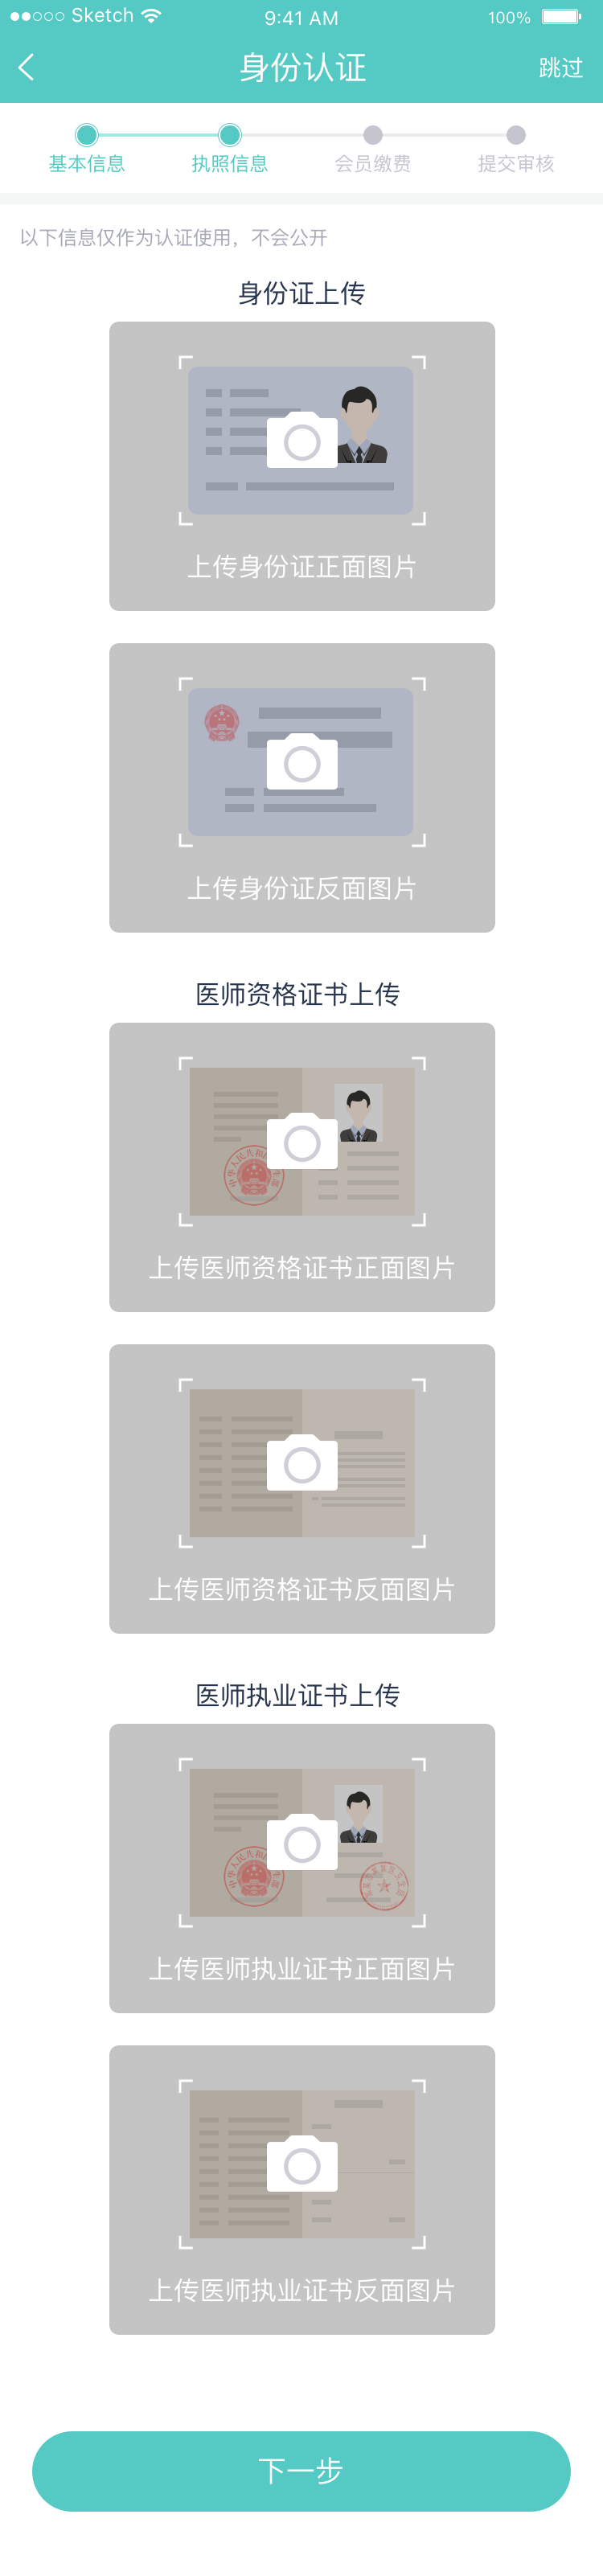 Sketch 9:41 AM 100%
身份认证 跳过
基本信息 执照信息 会员缴费 提交审核
以下信息仅作为认证使用，不会公开
身份证上传
上传身份证正面图片
上传身份证反面图片
医师资格证书上传
上传医师资格证书正面图片
上传医师资格证书反面图片
医师执业证书上传
上传医师执业证书正面图片
上传医师执业证书反面图片
下一步